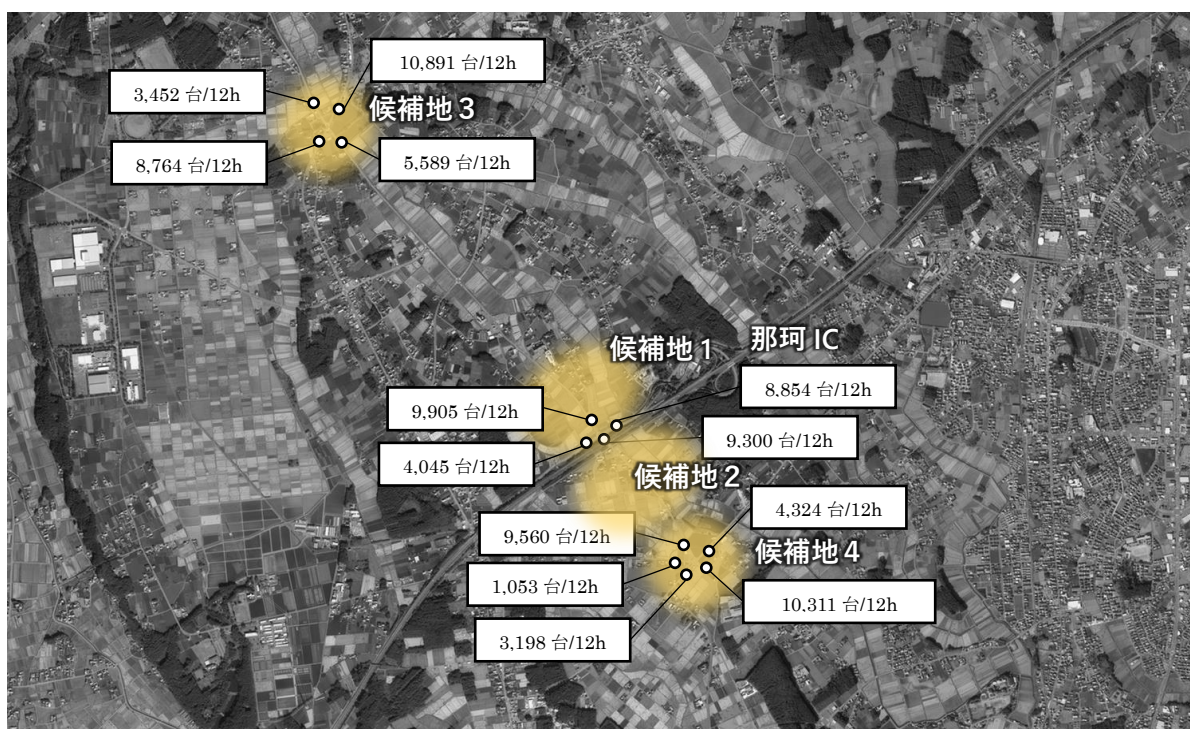 10,891 台/12h
3,452 台/12h
候補地3
8,764 台/12h
5,589 台/12h
候補地1
那珂 IC
8,854 台/12h
9,905 台/12h
9,300 台/12h
4,045 台/12h
候補地2
4,324 台/12h
9,560 台/12h
候補地4
1,053 台/12h
10,311 台/12h
3,198 台/12h